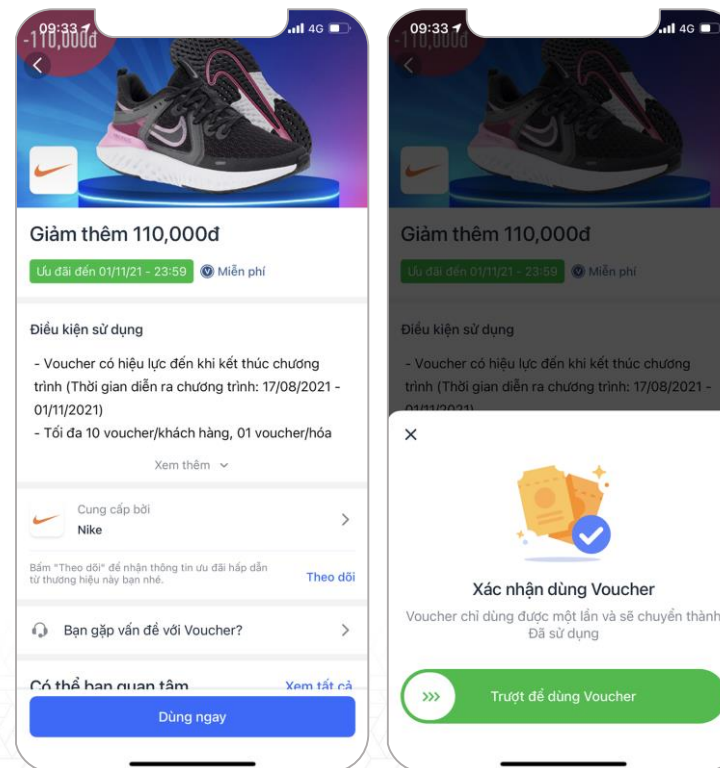 09:33
4G
-110,000đ
Giảm thêm 110,000đ
Ưu đãi đến 01/11/21 - 23:59
Miễn phí
Điều kiện sử dụng
- Voucher có hiệu lực đến khi kết thúc chương
trình (Thời gian diễn ra chương trình: 17/08/2021 -
01/11/2021)
- Tối đa 10 voucher/khách hàng, 01 voucher/hóa
Xem thêm
Cung cấp bởi
Nike
Bấm "Theo dõi" để nhận thông tin ưu đãi hấp dẫn
từ thương hiệu này bạn nhé.
Theo dõi
Bạn gặp vấn đề với Voucher?
Có thể bạn quan tâm
Xem tất cả
Dùng ngay
09:33
4G
-110,000đ
Giảm thêm 110,000đ
Ưu đãi đến 01/11/21 - 23:59
Miễn phí
Điều kiện sử dụng
- Voucher có hiệu lực đến khi kết thúc chương
trình (Thời gian diễn ra chương trình: 17/08/2021 -
01/11/2021)
Xác nhận dùng Voucher
Voucher chỉ dùng được một lần và sẽ chuyển thành
Đã sử dụng
Trượt để dùng Voucher